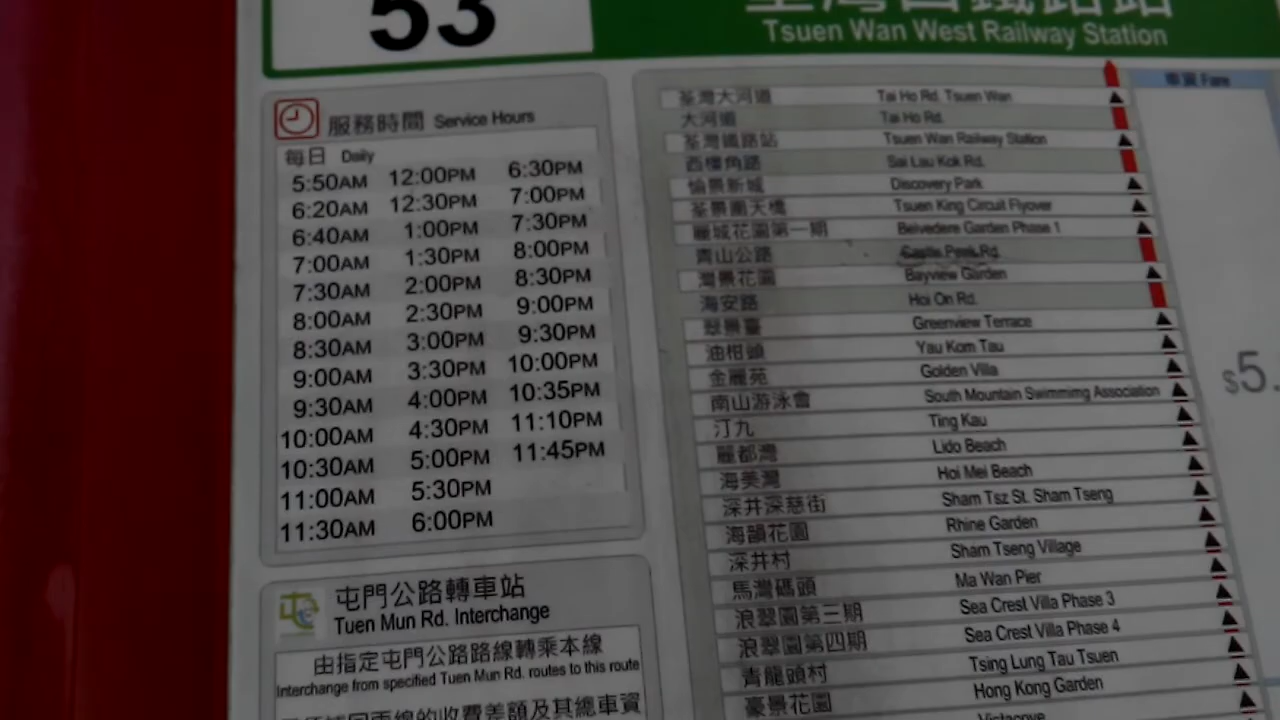 53
Tsuen Wan West Railway Station
服務時間 Service Hours
每日 Daily
5:50AM 12:00PM 6:30PM
6:20AM 12:30PM 7:00PM
6:40AM 1:00PM 7:30PM
7:00AM 1:30PM 8:00PM
7:30AM 2:00PM 8:30PM
8:00AM 2:30PM 9:00PM
8:30AM 3:00PM 9:30PM
9:00AM 3:30PM 10:00PM
9:30AM 4:00PM 10:35PM
10:00AM 4:30PM 11:10PM
10:30AM 5:00PM 11:45PM
11:00AM 5:30PM
11:30AM 6:00PM
屯門公路轉車站
Tuen Mun Rd. Interchange
由指定屯門公路路線轉乘本線
Interchange from specified Tuen Mun Rd. routes to this route
車資 Fare
荃灣大河道 Tai Ho Rd. Tsuen Wan
大河道 Tai Ho Rd.
荃灣鐵路站 Tsuen Wan Railway Station
西樓角路 Sai Lau Kok Rd.
愉景新城 Discovery Park
荃景圍天橋 Tsuen King Circuit Flyover
麗城花園第一期 Belvedere Garden Phase 1
青山公路 Castle Peak Rd.
灣景花園 Bayview Garden
海安路 Hoi On Rd.
翠景臺 Greenview Terrace
油柑頭 Yau Kom Tau
金麗苑 Golden Villa
南山游泳會 South Mountain Swimmimg Association
汀九 Ting Kau
麗都灣 Lido Beach
海美灣 Hoi Mei Beach
深井深慈街 Sham Tsz St. Sham Tseng
海韻花園 Rhine Garden
深井村 Sham Tseng Village
馬灣碼頭 Ma Wan Pier
浪翠園第三期 Sea Crest Villa Phase 3
浪翠園第四期 Sea Crest Villa Phase 4
青龍頭村 Tsing Lung Tau Tsuen
豪景花園 Hong Kong Garden
$5.